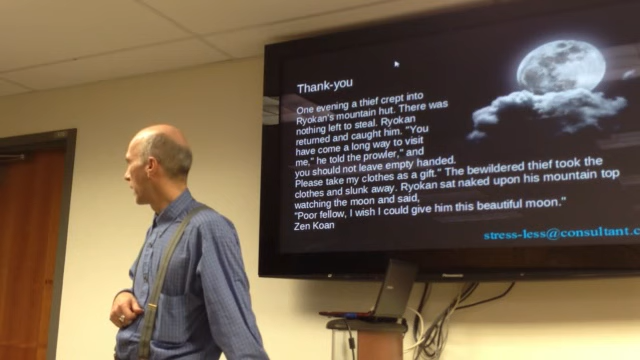 Thank-you
One evening a thief crept into
Ryokan's mountain hut. There was
nothing left to steal. Ryokan
returned and caught him. "You
have come a long way to visit
me," he told the prowler," and
you should not leave empty handed.
Please take my clothes as a gift." The bewildered thief took the
clothes and slunk away. Ryokan sat naked upon his mountain top
watching the moon and said,
"Poor fellow, I wish I could give him this beautiful moon."
Zen Koan
stress-less@consultant.c
Panasonic